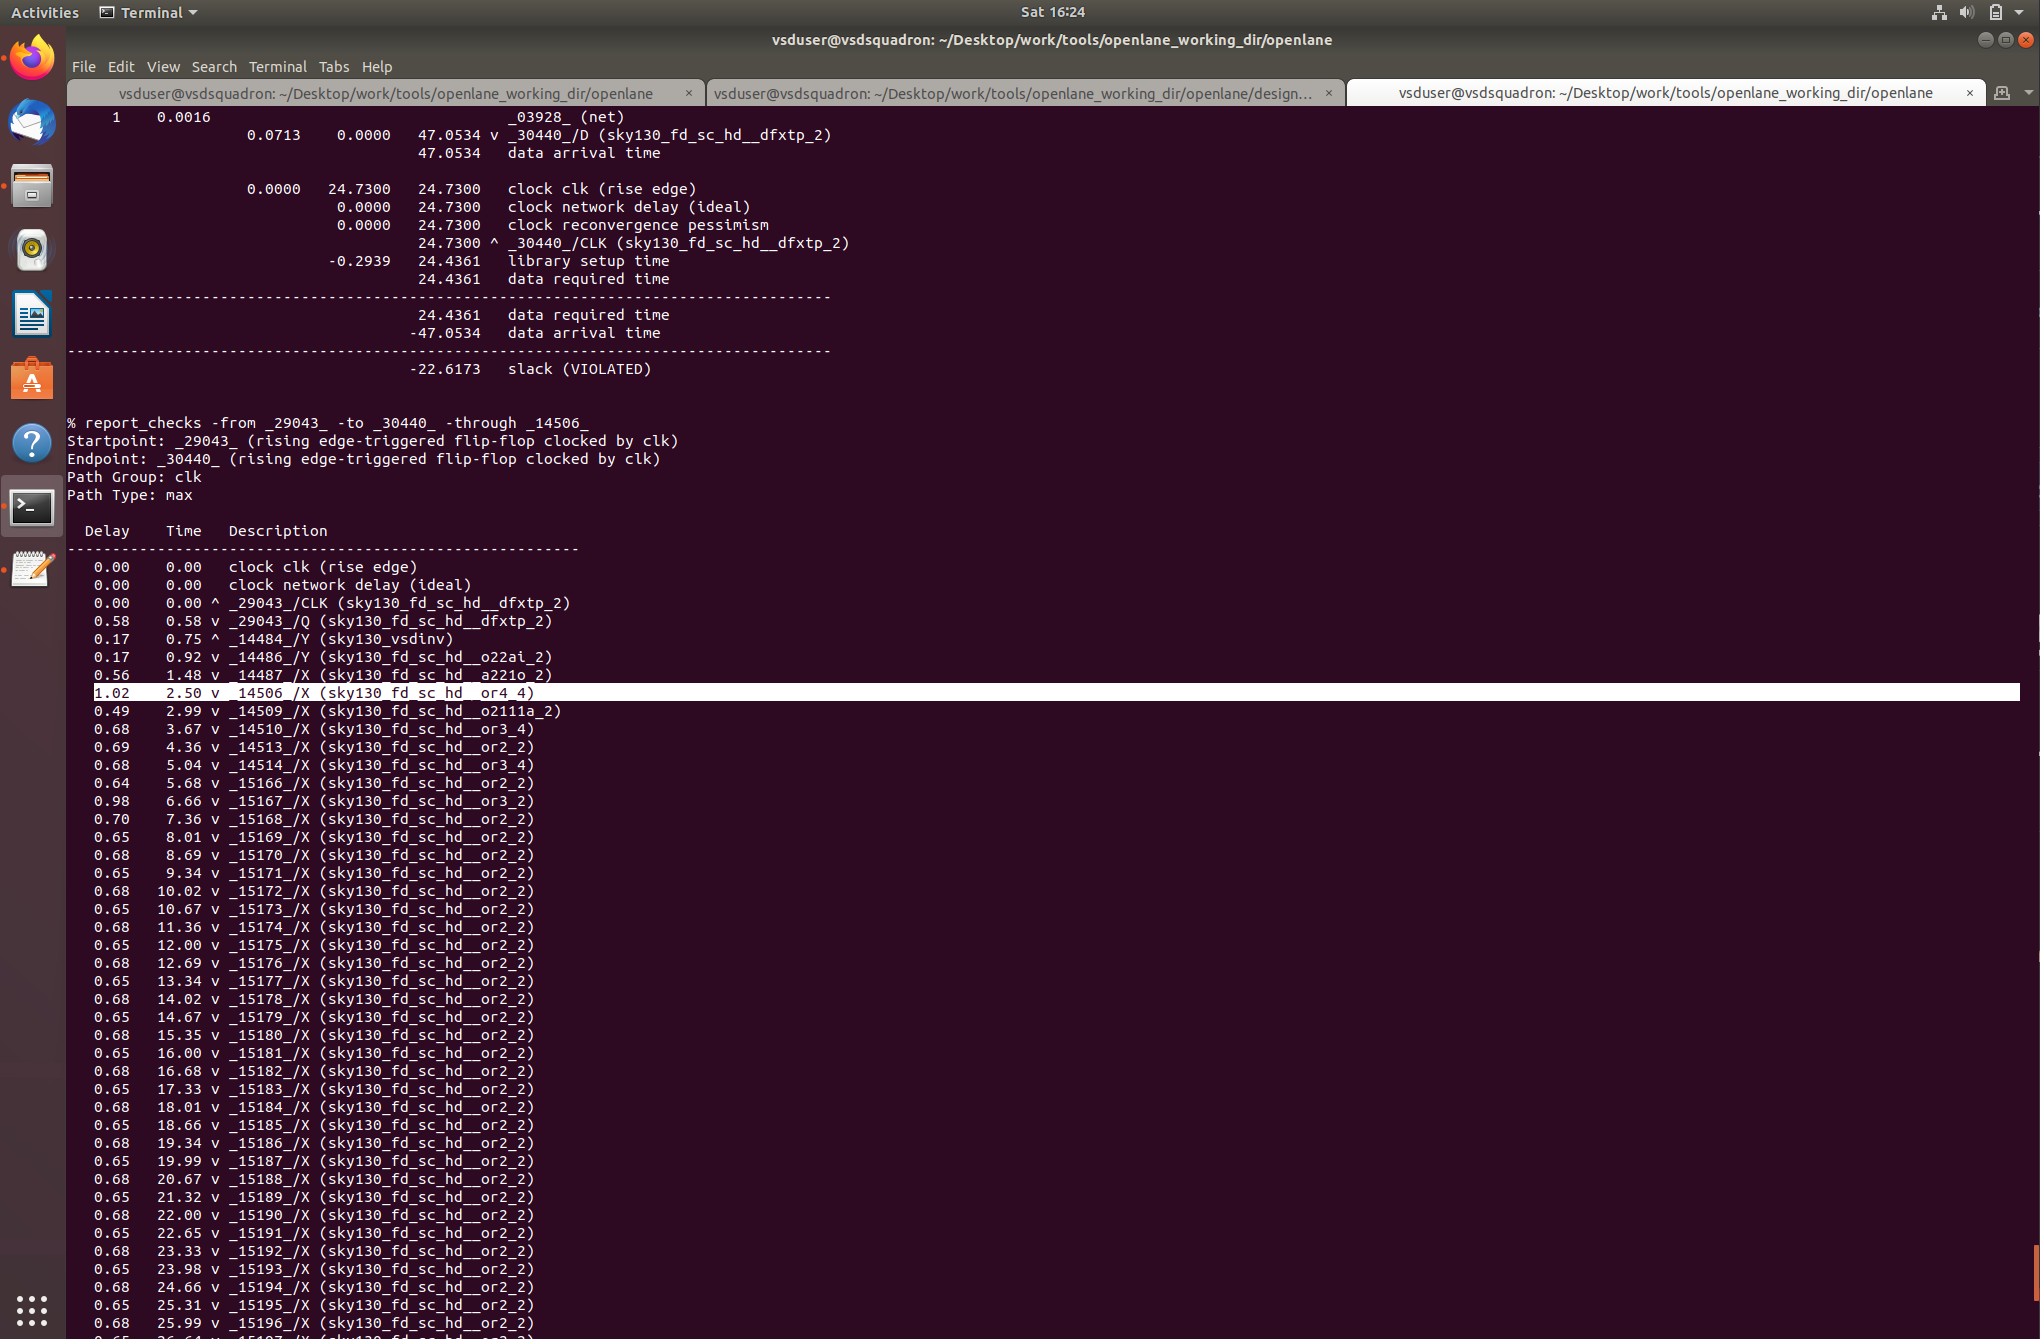 Activities Terminal Sat 16:24
vsduser@vsdsquadron: ~/Desktop/work/tools/openlane_working_dir/openlane
File Edit View Search Terminal Tabs Help
vsduser@vsdsquadron: ~/Desktop/work/tools/openlane_working_dir/openlane × vsduser@vsdsquadron: ~/Desktop/work/tools/openlane_working_dir/openlane/design... × vsduser@vsdsquadron: ~/Desktop/work/tools/openlane_working_dir/openlane ×
1 0.0016 _03928_ (net)
0.0713 0.0000 47.0534 v _30440_/D (sky130_fd_sc_hd__dfxtp_2)
47.0534 data arrival time
0.0000 24.7300 24.7300 clock clk (rise edge)
0.0000 24.7300 clock network delay (ideal)
0.0000 24.7300 clock reconvergence pessimism
24.7300 ^ _30440_/CLK (sky130_fd_sc_hd__dfxtp_2)
-0.2939 24.4361 library setup time
24.4361 data required time
-------------------------------------------------------------------------------------
24.4361 data required time
-47.0534 data arrival time
-------------------------------------------------------------------------------------
-22.6173 slack (VIOLATED)
% report_checks -from _29043_ -to _30440_ -through _14506_
Startpoint: _29043_ (rising edge-triggered flip-flop clocked by clk)
Endpoint: _30440_ (rising edge-triggered flip-flop clocked by clk)
Path Group: clk
Path Type: max
Delay Time Description
---------------------------------------------------------
0.00 0.00 clock clk (rise edge)
0.00 0.00 clock network delay (ideal)
0.00 0.00 ^ _29043_/CLK (sky130_fd_sc_hd__dfxtp_2)
0.58 0.58 v _29043_/Q (sky130_fd_sc_hd__dfxtp_2)
0.17 0.75 ^ _14484_/Y (sky130_vsdinv)
0.17 0.92 v _14486_/Y (sky130_fd_sc_hd__o22ai_2)
0.56 1.48 v _14487_/X (sky130_fd_sc_hd__a221o_2)
1.02 2.50 v _14506_/X (sky130_fd_sc_hd__or4_4)
0.49 2.99 v _14509_/X (sky130_fd_sc_hd__o2111a_2)
0.68 3.67 v _14510_/X (sky130_fd_sc_hd__or3_4)
0.69 4.36 v _14513_/X (sky130_fd_sc_hd__or2_2)
0.68 5.04 v _14514_/X (sky130_fd_sc_hd__or3_4)
0.64 5.68 v _15166_/X (sky130_fd_sc_hd__or2_2)
0.98 6.66 v _15167_/X (sky130_fd_sc_hd__or3_2)
0.70 7.36 v _15168_/X (sky130_fd_sc_hd__or2_2)
0.65 8.01 v _15169_/X (sky130_fd_sc_hd__or2_2)
0.68 8.69 v _15170_/X (sky130_fd_sc_hd__or2_2)
0.65 9.34 v _15171_/X (sky130_fd_sc_hd__or2_2)
0.68 10.02 v _15172_/X (sky130_fd_sc_hd__or2_2)
0.65 10.67 v _15173_/X (sky130_fd_sc_hd__or2_2)
0.68 11.36 v _15174_/X (sky130_fd_sc_hd__or2_2)
0.65 12.00 v _15175_/X (sky130_fd_sc_hd__or2_2)
0.68 12.69 v _15176_/X (sky130_fd_sc_hd__or2_2)
0.65 13.34 v _15177_/X (sky130_fd_sc_hd__or2_2)
0.68 14.02 v _15178_/X (sky130_fd_sc_hd__or2_2)
0.65 14.67 v _15179_/X (sky130_fd_sc_hd__or2_2)
0.68 15.35 v _15180_/X (sky130_fd_sc_hd__or2_2)
0.65 16.00 v _15181_/X (sky130_fd_sc_hd__or2_2)
0.68 16.68 v _15182_/X (sky130_fd_sc_hd__or2_2)
0.65 17.33 v _15183_/X (sky130_fd_sc_hd__or2_2)
0.68 18.01 v _15184_/X (sky130_fd_sc_hd__or2_2)
0.65 18.66 v _15185_/X (sky130_fd_sc_hd__or2_2)
0.68 19.34 v _15186_/X (sky130_fd_sc_hd__or2_2)
0.65 19.99 v _15187_/X (sky130_fd_sc_hd__or2_2)
0.68 20.67 v _15188_/X (sky130_fd_sc_hd__or2_2)
0.65 21.32 v _15189_/X (sky130_fd_sc_hd__or2_2)
0.68 22.00 v _15190_/X (sky130_fd_sc_hd__or2_2)
0.65 22.65 v _15191_/X (sky130_fd_sc_hd__or2_2)
0.68 23.33 v _15192_/X (sky130_fd_sc_hd__or2_2)
0.65 23.98 v _15193_/X (sky130_fd_sc_hd__or2_2)
0.68 24.66 v _15194_/X (sky130_fd_sc_hd__or2_2)
0.65 25.31 v _15195_/X (sky130_fd_sc_hd__or2_2)
0.68 25.99 v _15196_/X (sky130_fd_sc_hd__or2_2)